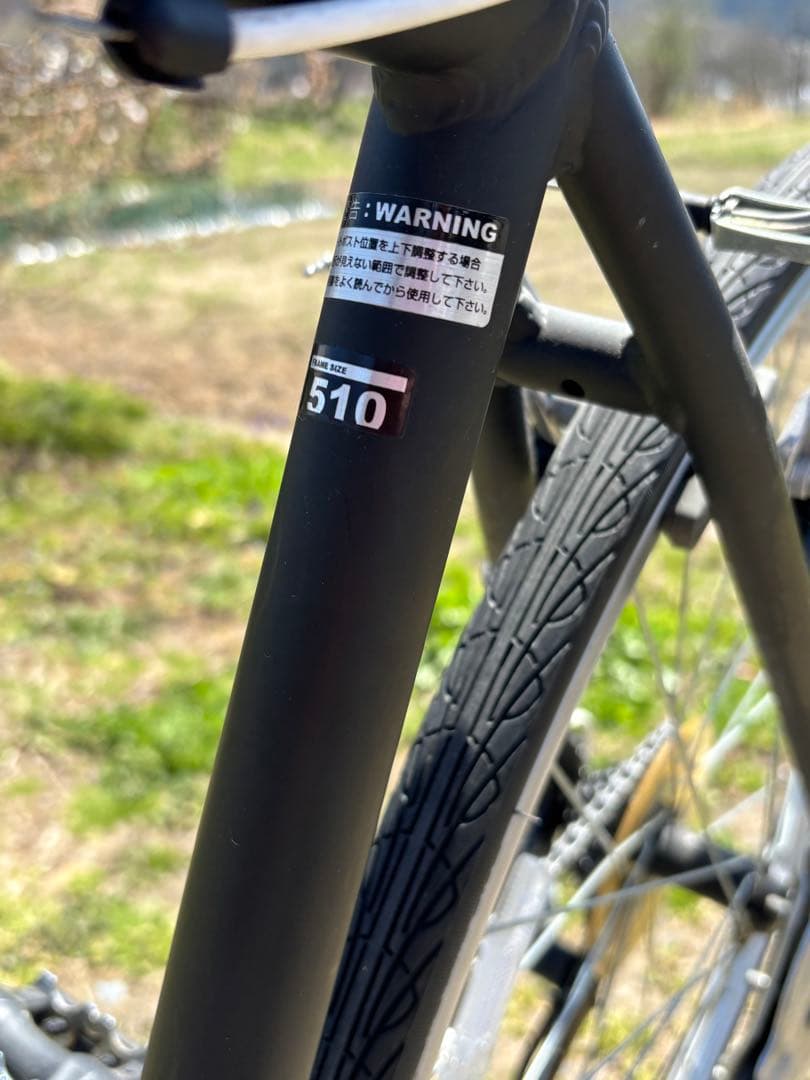 告：WARNING
ポスト位置を上下調整する場合
が見えない範囲で調整して下さい。
をよく読んでから使用して下さい。
FRAME SIZE
510